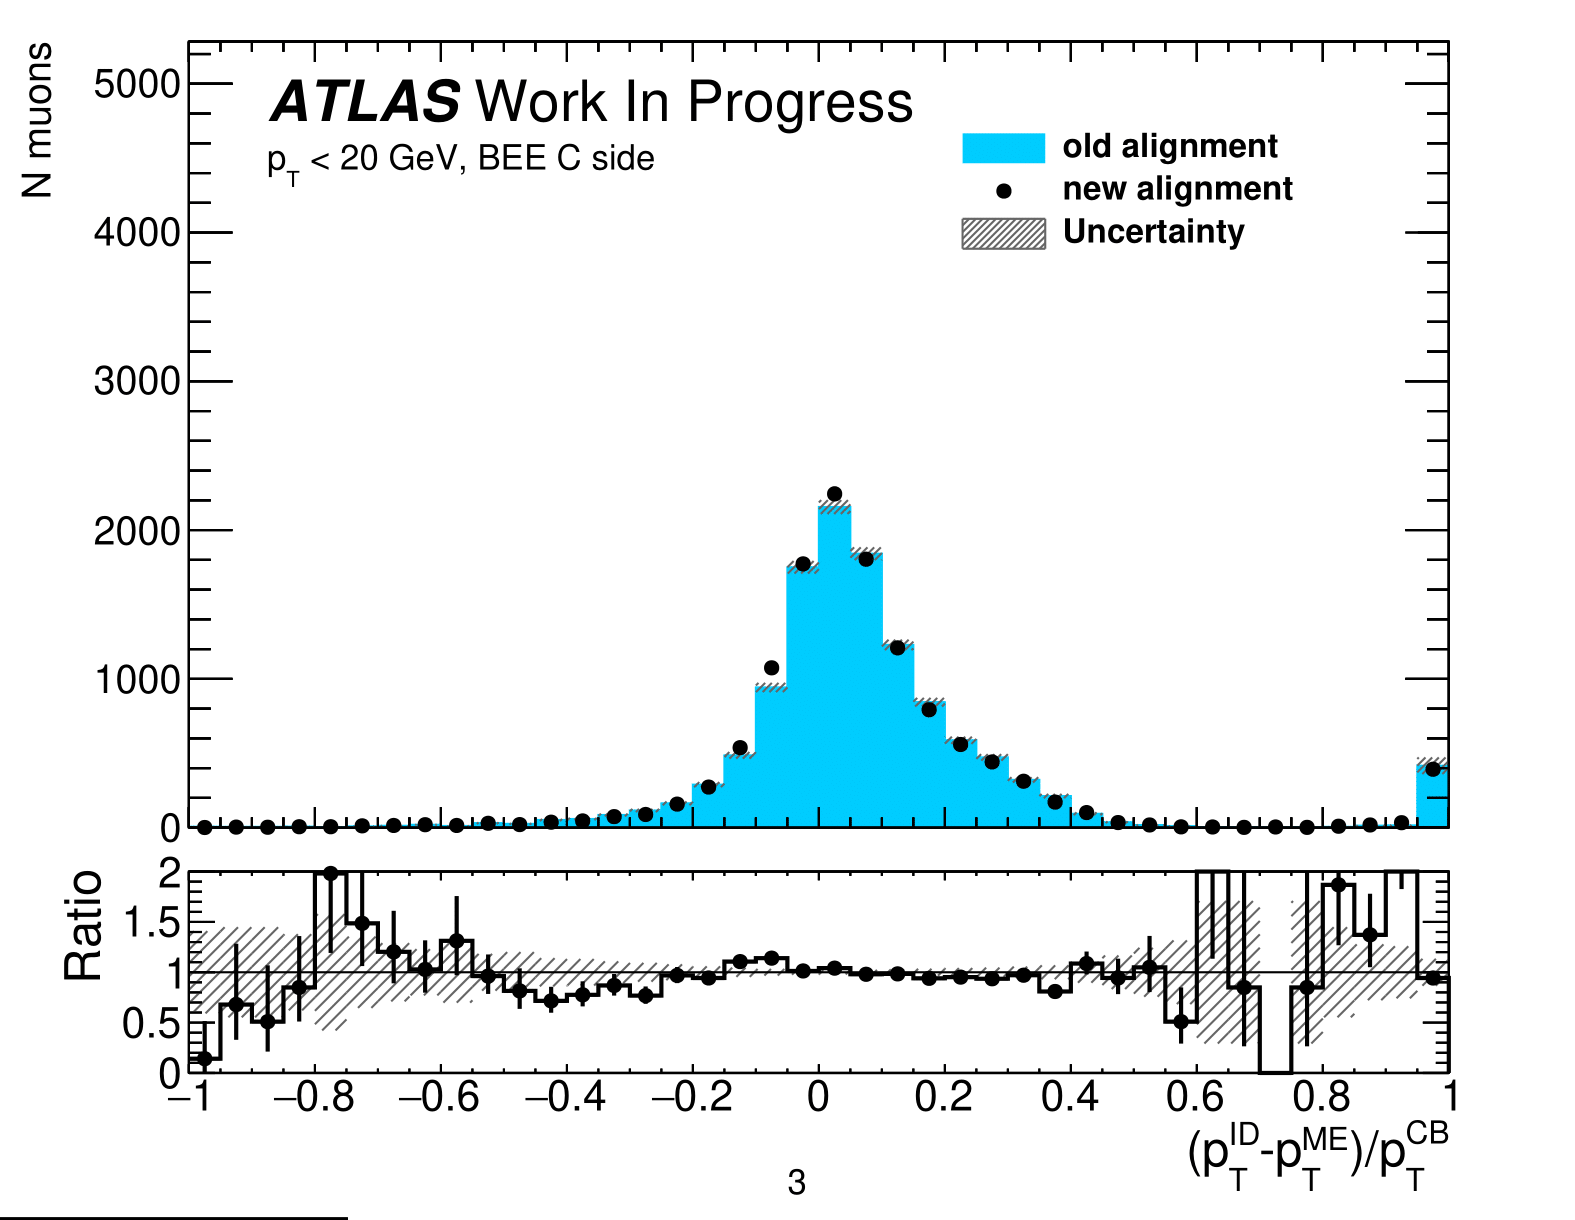 N muons
5000
4000
3000
2000
1000
0
ATLAS Work In Progress
p_T < 20 GeV, BEE C side
old alignment
new alignment
Uncertainty
Ratio
2
1.5
1
0.5
0
−1 −0.8 −0.6 −0.4 −0.2 0 0.2 0.4 0.6 0.8 1
(p_T^ID-p_T^ME)/p_T^CB
3